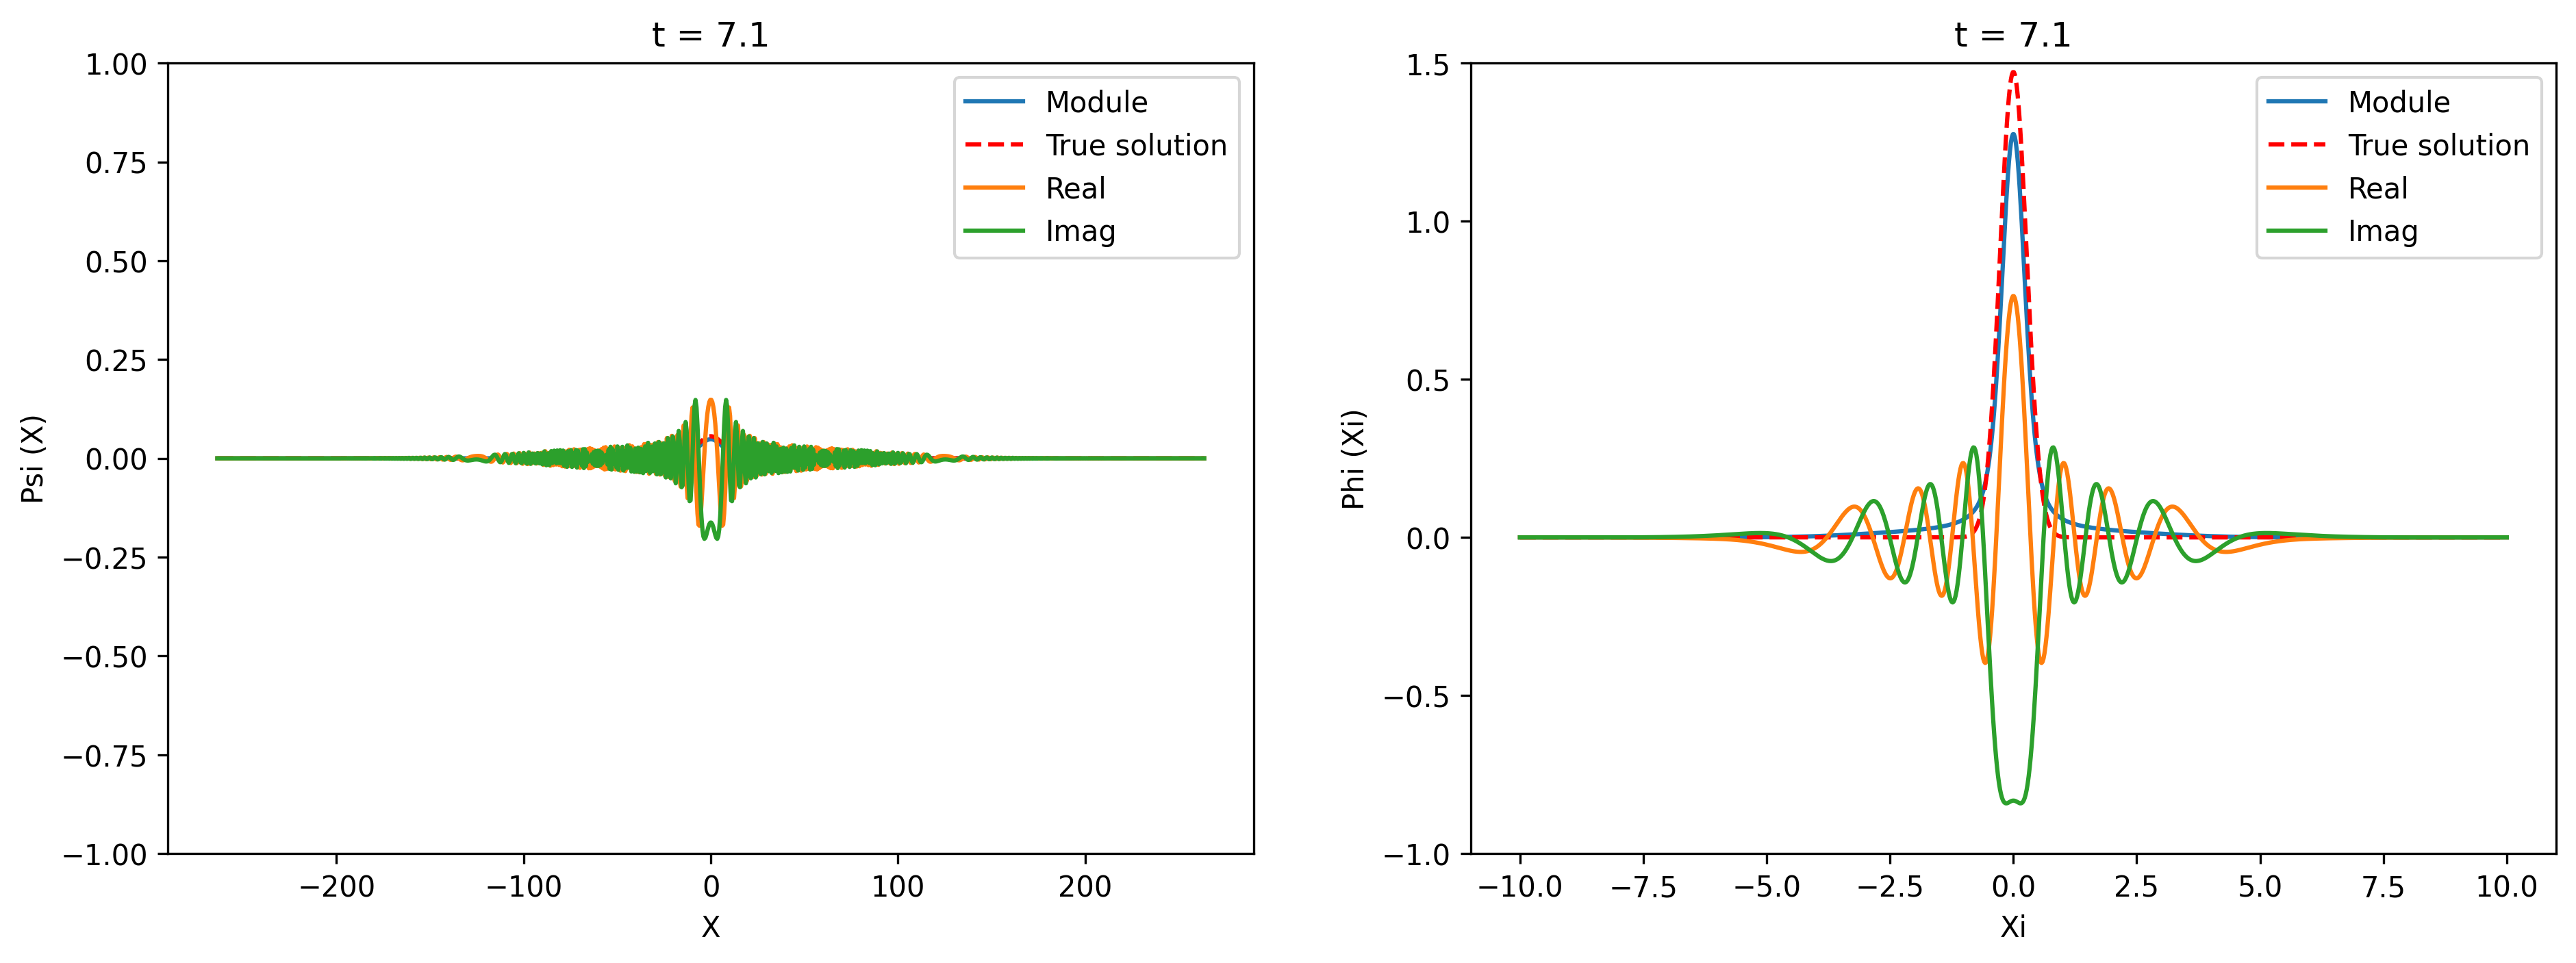 t = 7.1
1.00
0.75
0.50
0.25
0.00
−0.25
−0.50
−0.75
−1.00
Psi (X)
−200
−100
0
100
200
X
Module
True solution
Real
Imag
t = 7.1
1.5
1.0
0.5
0.0
−0.5
−1.0
Phi (Xi)
−10.0
−7.5
−5.0
−2.5
0.0
2.5
5.0
7.5
10.0
Xi
Module
True solution
Real
Imag